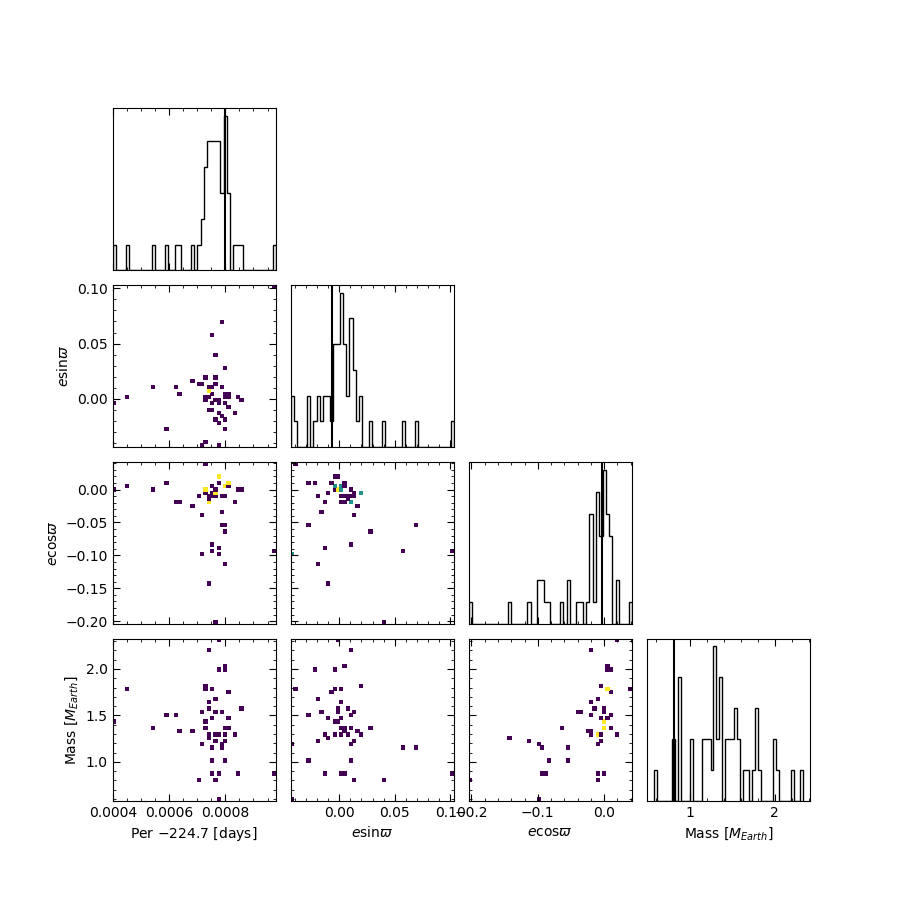 0.10
0.05
0.00
esinϖ
0.00
−0.05
−0.10
−0.15
−0.20
ecosϖ
2.0
1.5
1.0
Mass [M_Earth]
0.0004 0.0006 0.0008
0.00 0.05 0.10
−0.2 −0.1 0.0
1 2
Per −224.7 [days]
esinϖ
ecosϖ
Mass [M_Earth]